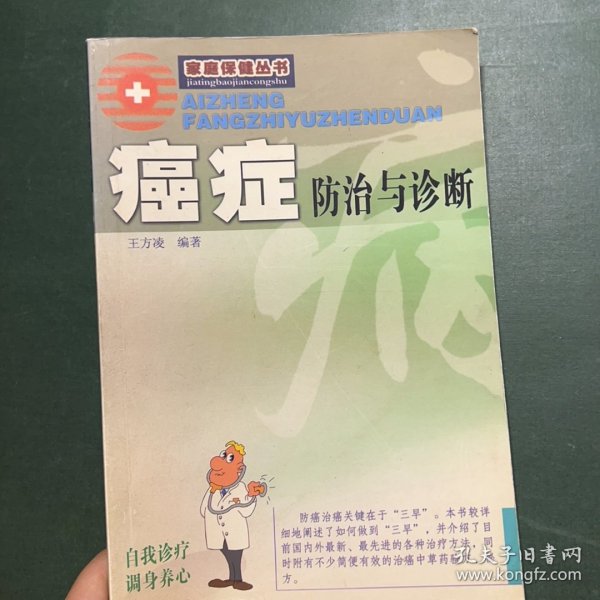 家庭保健丛书
jiatingbaojiancongshu
AIZHENG
FANGZHIYUZHENDUAN
癌症 防治与诊断
王方凌 编著
防癌治癌关键在于“三早”。本书较详
细地阐述了如何做到“三早”，并介绍了目
前国内外最新、最先进的各种治疗方法，同
时附有不少简便有效的治癌中草药
方。
自我诊疗
调身养心
孔夫子旧书网
www.kongfz.com